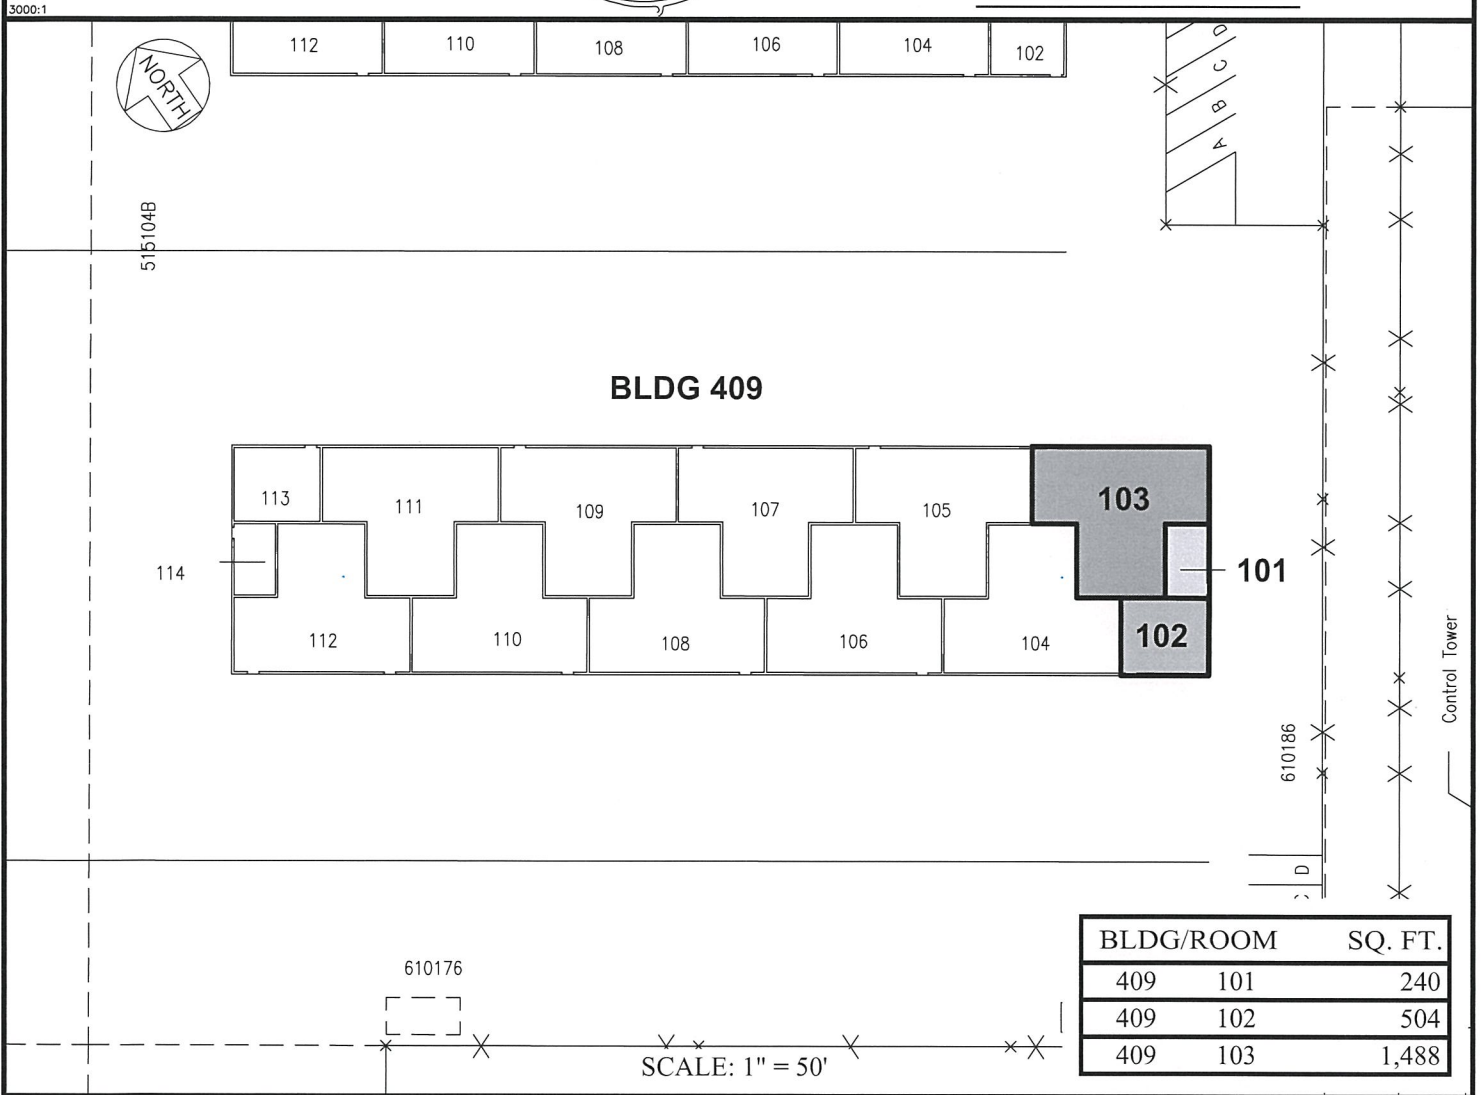 3000:1
112 110 108 106 104 102
D
C
B
A
NORTH
515104B
BLDG 409
113 111 109 107 105 103
114
101
112 110 108 106 104 102
Control Tower
610186
D
C
610176
SCALE: 1" = 50'
BLDG/ROOM SQ. FT.
409 101 240
409 102 504
409 103 1,488